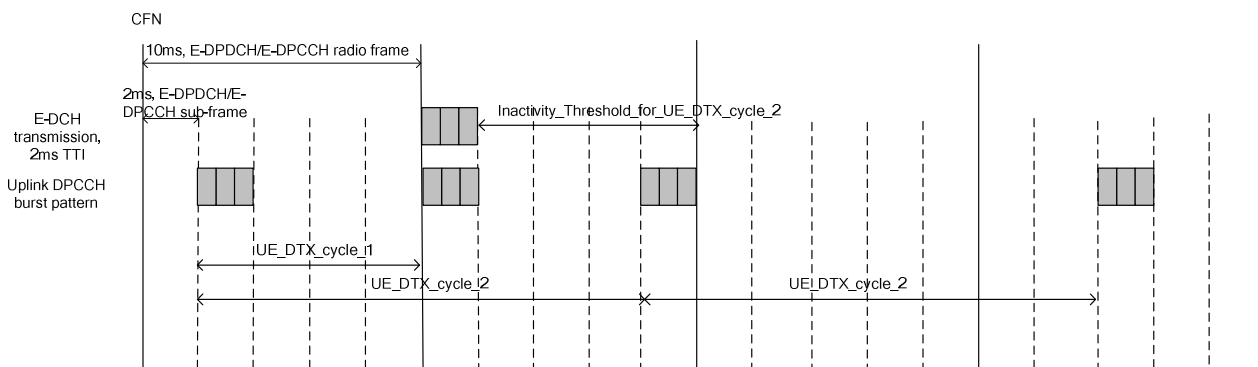 CFN
10ms, E-DPDCH/E-DPCCH radio frame
2ms, E-DPDCH/E-
DPCCH sub-frame
E-DCH
transmission,
2ms TTI
Inactivity_Threshold_for_UE_DTX_cycle_2
Uplink DPCCH
burst pattern
UE_DTX_cycle_1
UE_DTX_cycle_2
UE_DTX_cycle_2